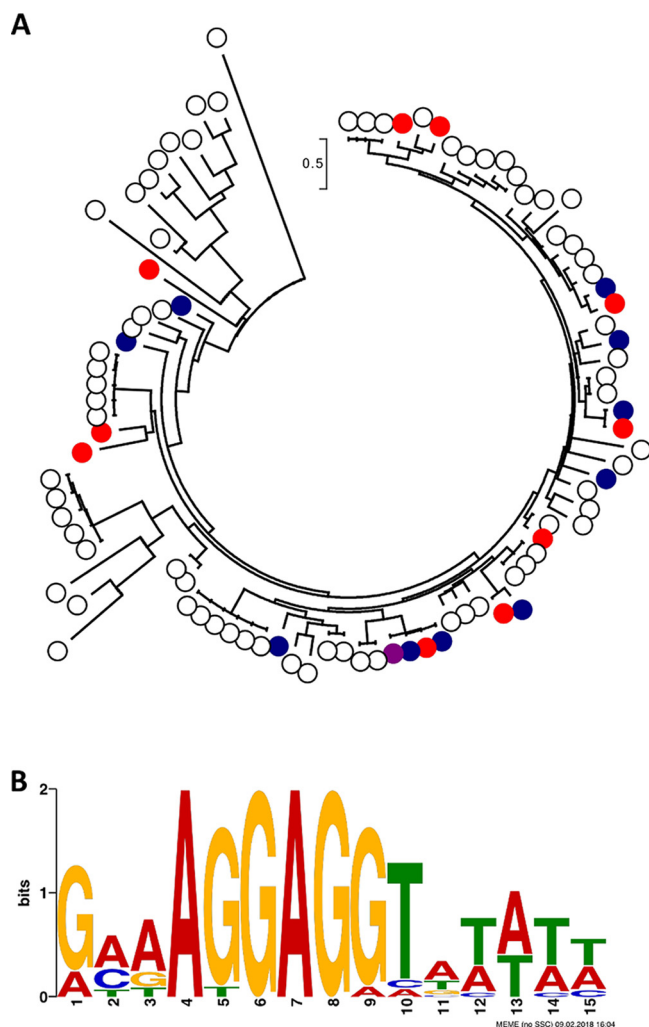 A
0.5
B
2
bits
1
0
G A A A G G A G G T A T A T T
A C G T A C T A T A A
T T A G C T C C
1 2 3 4 5 6 7 8 9 10 11 12 13 14 15
MEME (no SSC) 09.02.2018 16:04